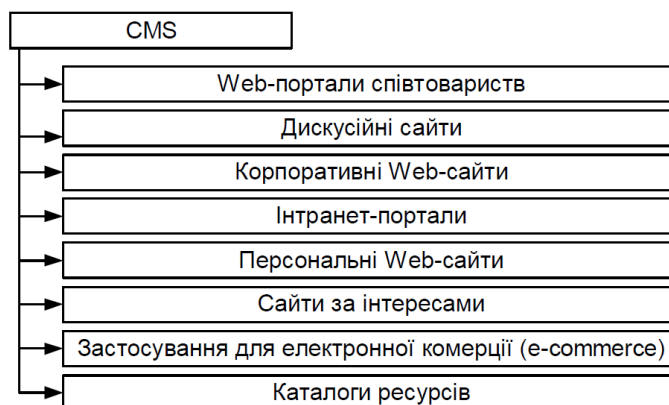 CMS
Web-портали співтовариств
Дискусійні сайти
Корпоративні Web-сайти
Інтранет-портали
Персональні Web-сайти
Сайти за інтересами
Застосування для електронної комерції (e-commerce)
Каталоги ресурсів